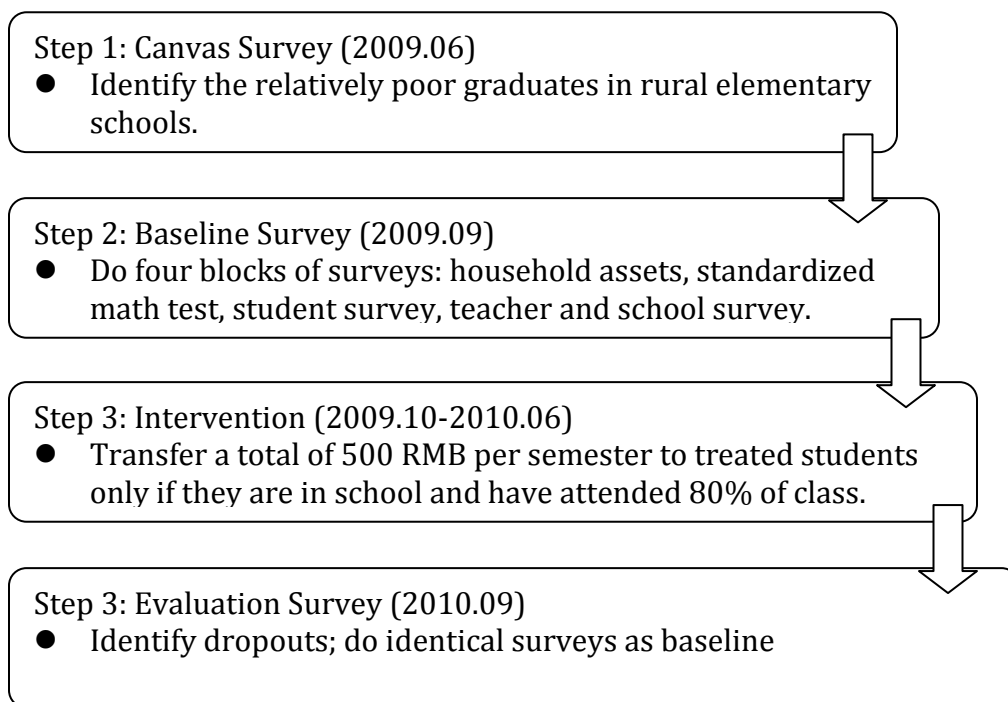 Step 1: Canvas Survey (2009.06)
● Identify the relatively poor graduates in rural elementary
schools.
Step 2: Baseline Survey (2009.09)
● Do four blocks of surveys: household assets, standardized
math test, student survey, teacher and school survey.
Step 3: Intervention (2009.10-2010.06)
● Transfer a total of 500 RMB per semester to treated students
only if they are in school and have attended 80% of class.
Step 3: Evaluation Survey (2010.09)
● Identify dropouts; do identical surveys as baseline